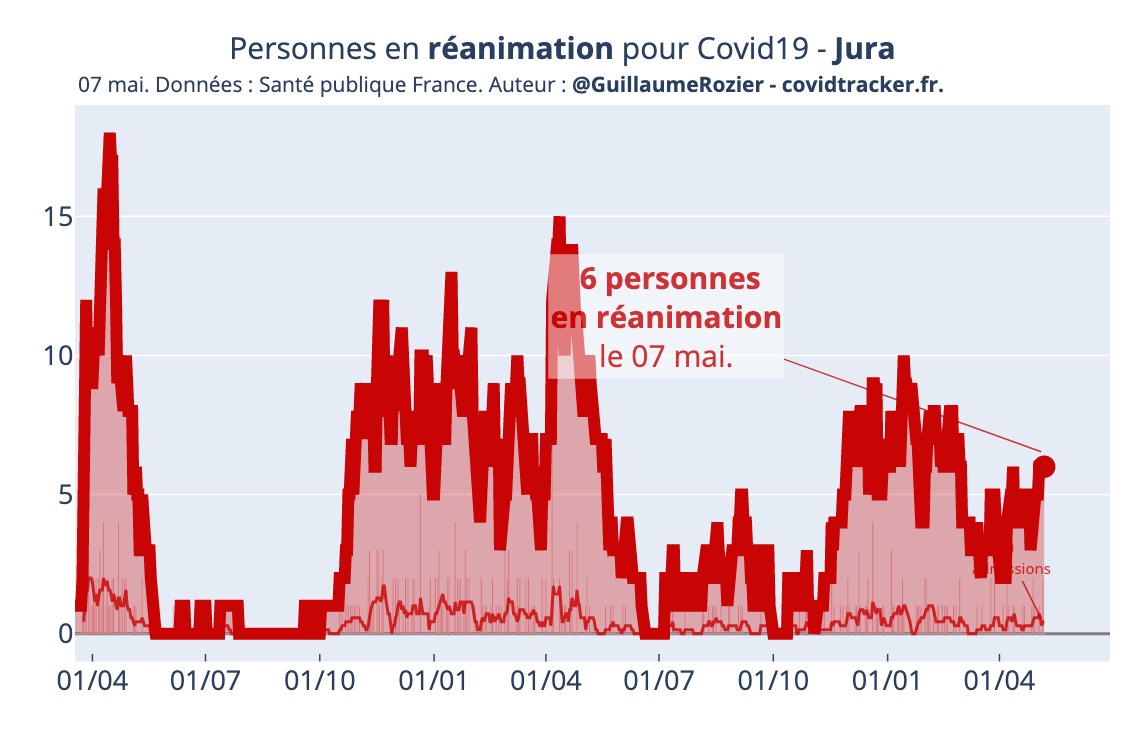 Personnes en réanimation pour Covid19 - Jura
07 mai. Données : Santé publique France. Auteur : @GuillaumeRozier - covidtracker.fr.
15
10
5
0
6 personnes
en réanimation
le 07 mai.
admissions
01/04 01/07 01/10 01/01 01/04 01/07 01/10 01/01 01/04